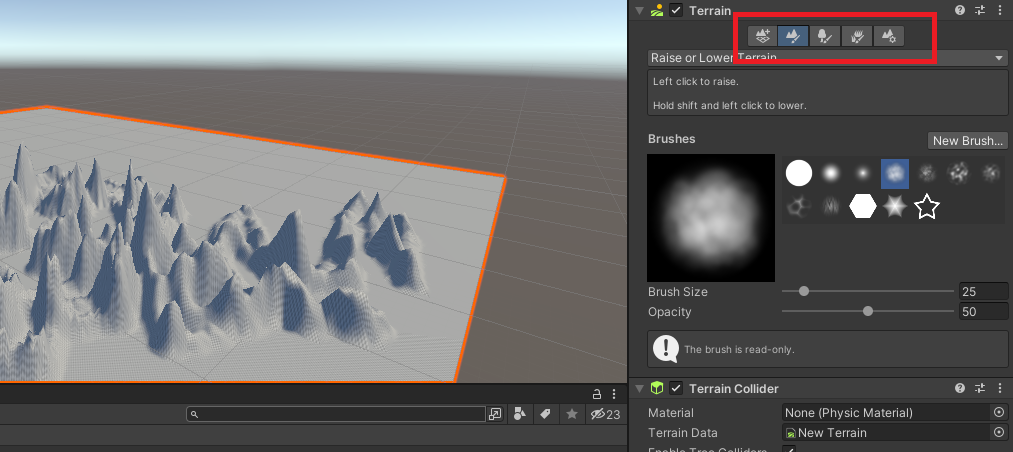 Terrain
Raise or Lower Terrain
Left click to raise.
Hold shift and left click to lower.
Brushes
New Brush...
Brush Size
25
Opacity
50
The brush is read-only.
Terrain Collider
Material
None (Physic Material)
23
Terrain Data
New Terrain
Enable Tree Colliders